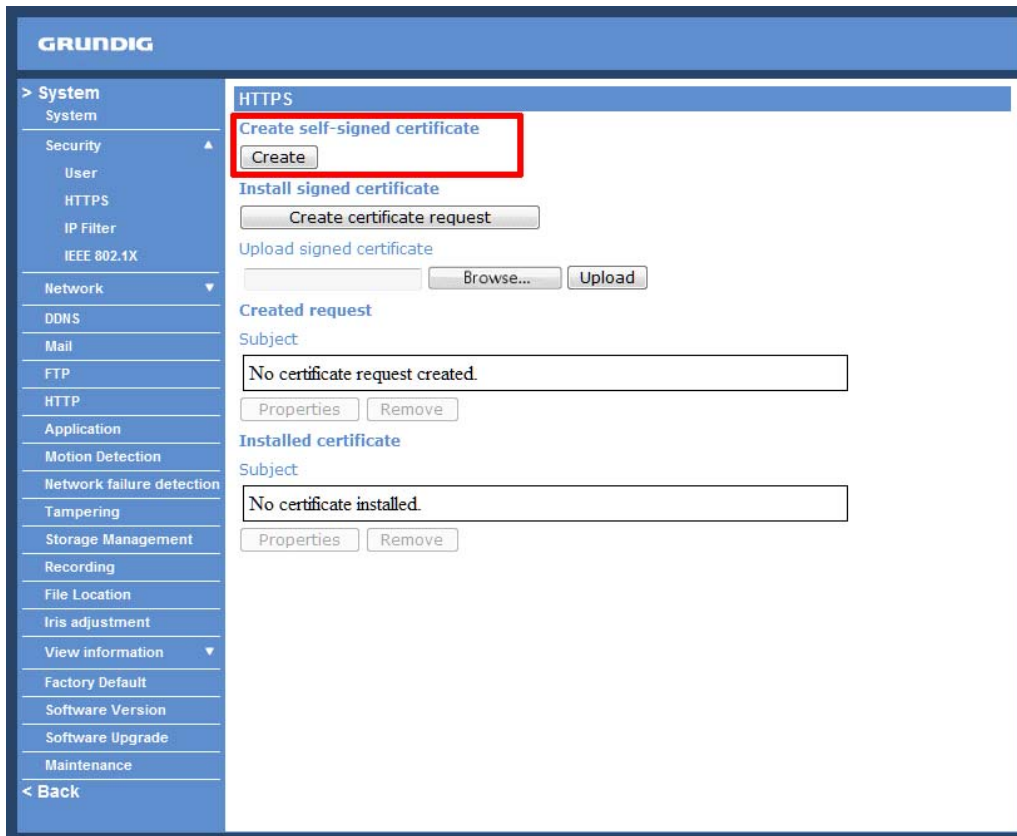 GRUNDIG
> System
System
Security
User
HTTPS
IP Filter
IEEE 802.1X
Network
DDNS
Mail
FTP
HTTP
Application
Motion Detection
Network failure detection
Tampering
Storage Management
Recording
File Location
Iris adjustment
View information
Factory Default
Software Version
Software Upgrade
Maintenance
< Back
HTTPS
Create self-signed certificate
Create
Install signed certificate
Create certificate request
Upload signed certificate
Browse... Upload
Created request
Subject
No certificate request created.
Properties Remove
Installed certificate
Subject
No certificate installed.
Properties Remove